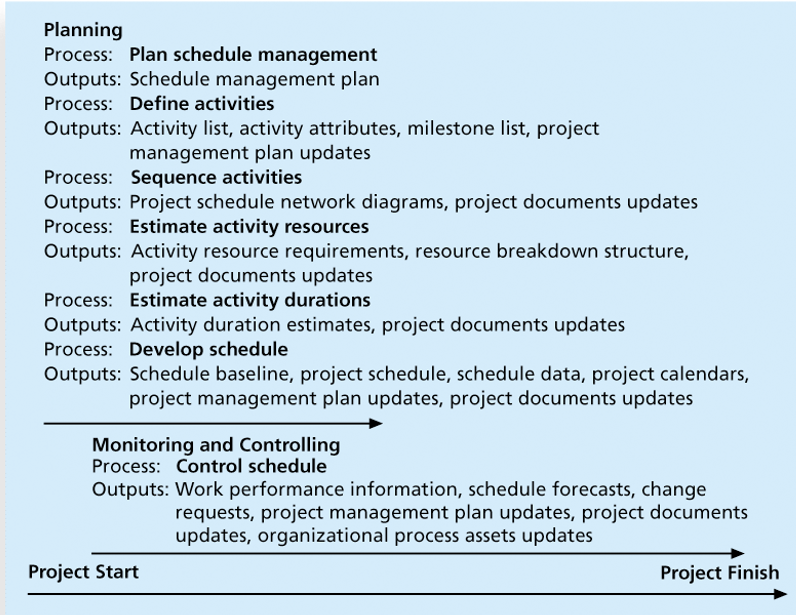 Planning
Process: Plan schedule management
Outputs: Schedule management plan
Process: Define activities
Outputs: Activity list, activity attributes, milestone list, project
management plan updates
Process: Sequence activities
Outputs: Project schedule network diagrams, project documents updates
Process: Estimate activity resources
Outputs: Activity resource requirements, resource breakdown structure,
project documents updates
Process: Estimate activity durations
Outputs: Activity duration estimates, project documents updates
Process: Develop schedule
Outputs: Schedule baseline, project schedule, schedule data, project calendars,
project management plan updates, project documents updates
Monitoring and Controlling
Process: Control schedule
Outputs: Work performance information, schedule forecasts, change
requests, project management plan updates, project documents
updates, organizational process assets updates
Project Start Project Finish